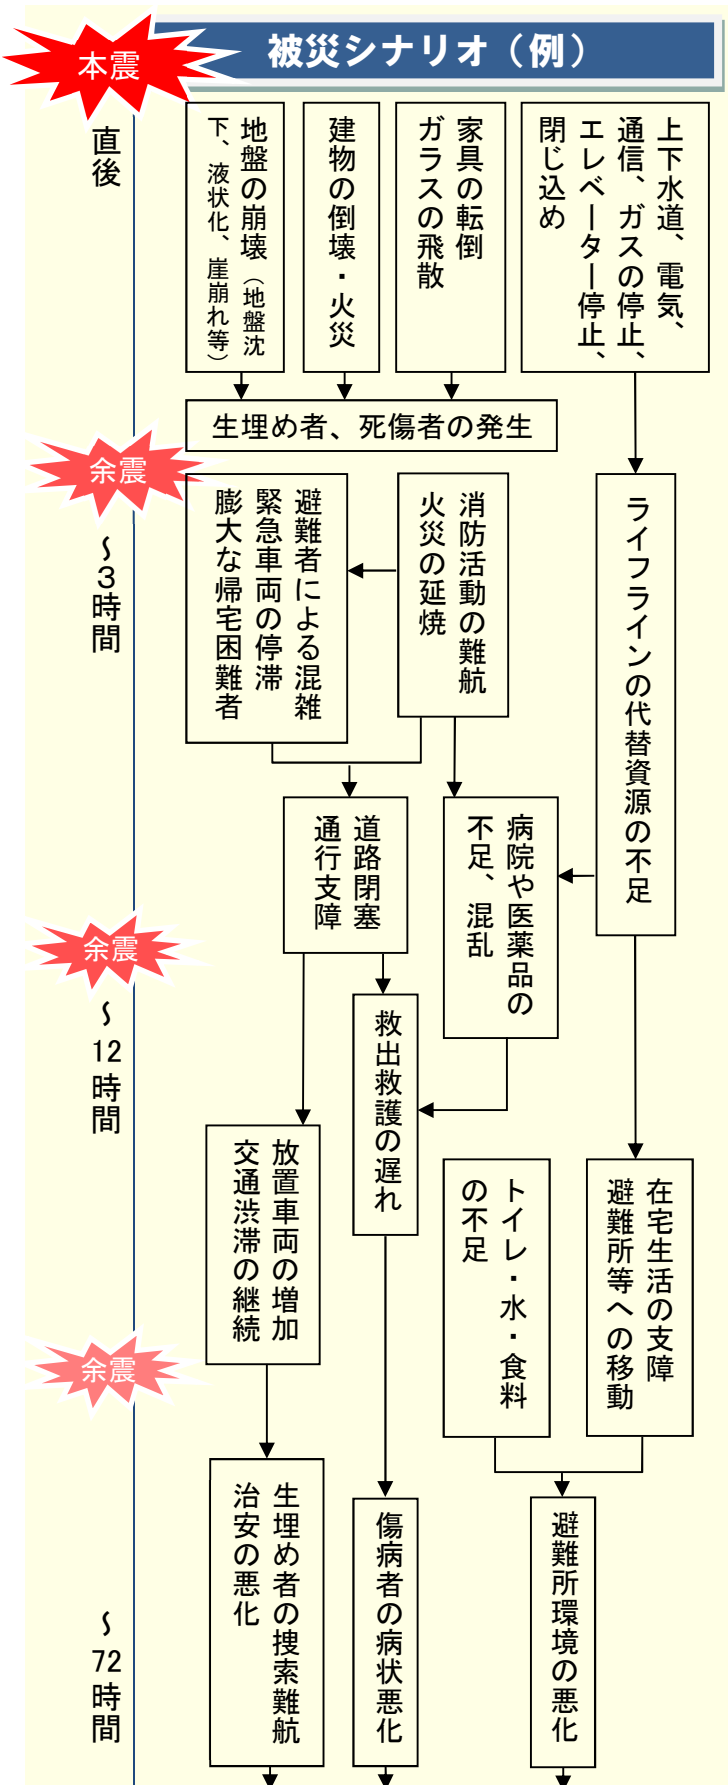 被災シナリオ（例）
本震
直後
上下水道、電気、
通信、ガスの停止、
エレベーター停止、
閉じ込め
家具の転倒
ガラスの飛散
建物の倒壊・火災
地盤の崩壊（地盤沈
下、液状化、崖崩れ等）
生埋め者、死傷者の発生
余震
～3時間
ライフラインの代替資源の不足
消防活動の難航
火災の延焼
避難者による混雑
緊急車両の停滞
膨大な帰宅困難者
病院や医薬品の
不足、混乱
道路閉塞
通行支障
余震
～12時間
救出救護の遅れ
在宅生活の支障
避難所等への移動
トイレ・水・食料
の不足
放置車両の増加
交通渋滞の継続
余震
～72時間
避難所環境の悪化
傷病者の病状悪化
生埋め者の捜索難航
治安の悪化